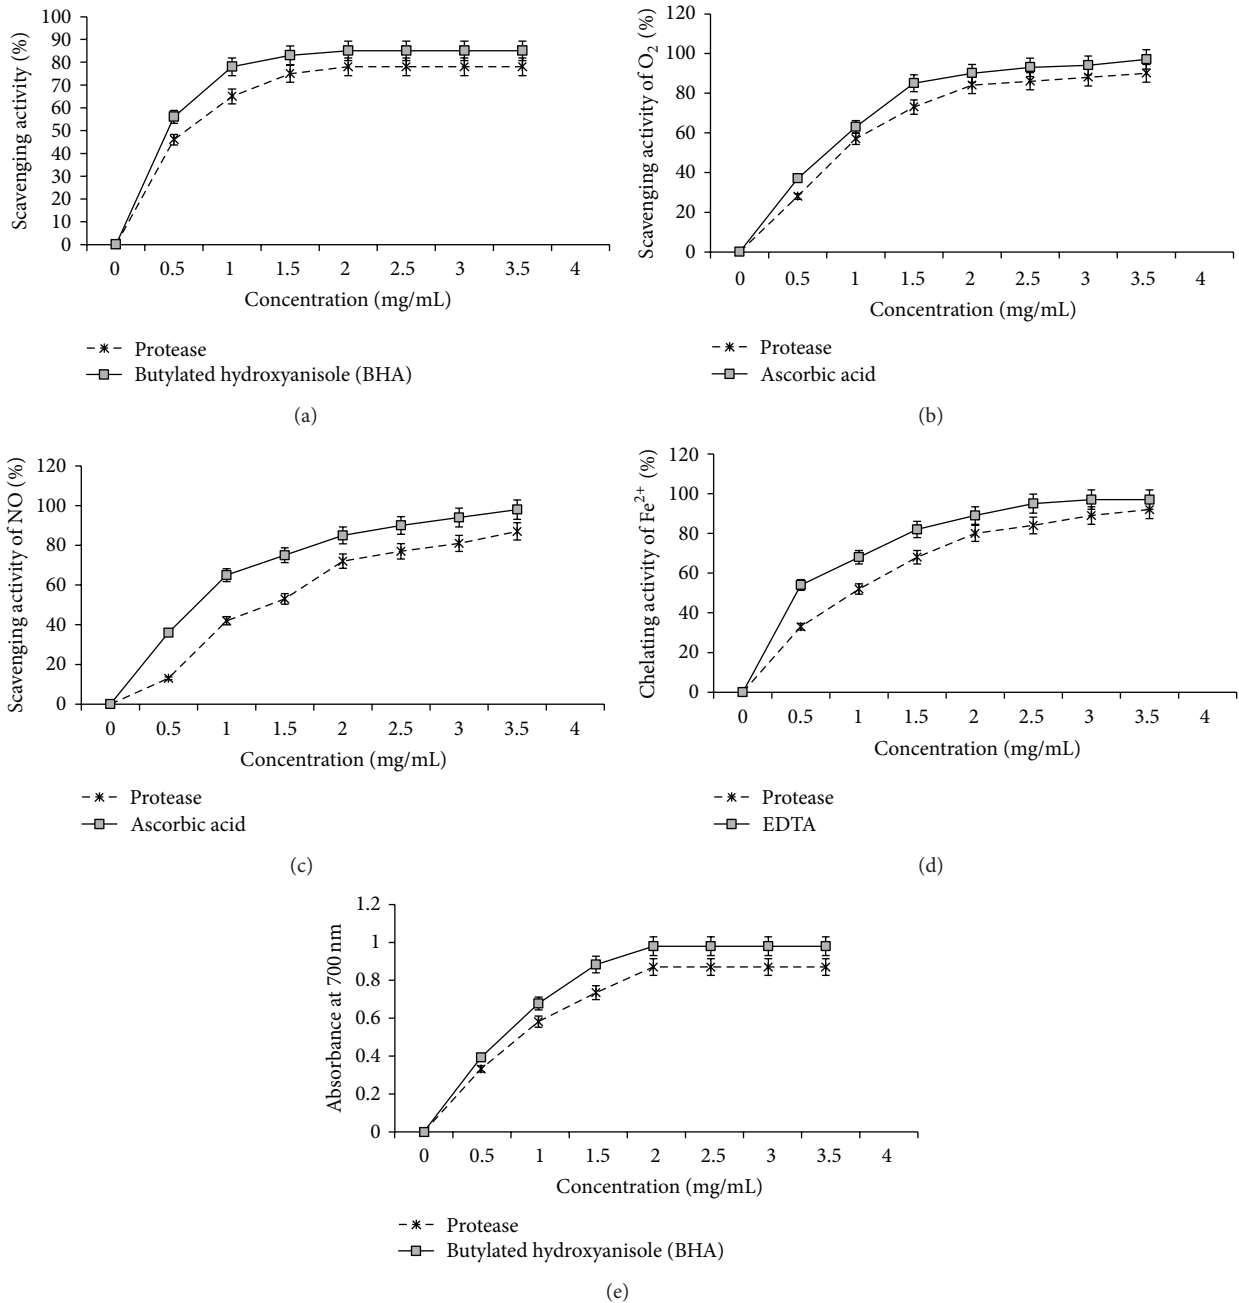 Scavenging activity (%)
100
90
80
70
60
50
40
30
20
10
0
0 0.5 1 1.5 2 2.5 3 3.5 4
Concentration (mg/mL)
Protease
Butylated hydroxyanisole (BHA)
(a)
Scavenging activity of O2 (%)
120
100
80
60
40
20
0
0 0.5 1 1.5 2 2.5 3 3.5 4
Concentration (mg/mL)
Protease
Ascorbic acid
(b)
Scavenging activity of NO (%)
120
100
80
60
40
20
0
0 0.5 1 1.5 2 2.5 3 3.5 4
Concentration (mg/mL)
Protease
Ascorbic acid
(c)
Chelating activity of Fe2+ (%)
120
100
80
60
40
20
0
0 0.5 1 1.5 2 2.5 3 3.5 4
Concentration (mg/mL)
Protease
EDTA
(d)
Absorbance at 700 nm
1.2
1
0.8
0.6
0.4
0.2
0
0 0.5 1 1.5 2 2.5 3 3.5 4
Concentration (mg/mL)
Protease
Butylated hydroxyanisole (BHA)
(e)